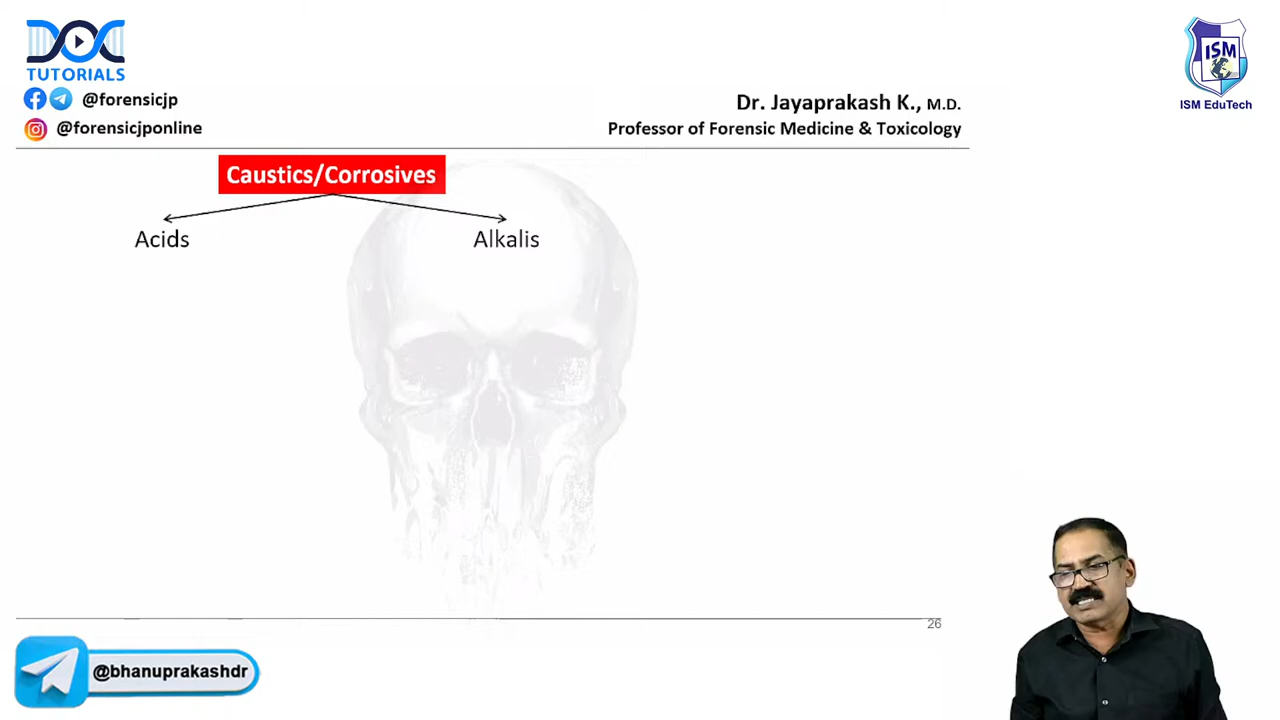 DOC
TUTORIALS
@forensicjp
@forensicjponline
ISM
ISM EduTech
Dr. Jayaprakash K., M.D.
Professor of Forensic Medicine & Toxicology
Caustics/Corrosives
Acids
Alkalis
26
@bhanuprakashdr